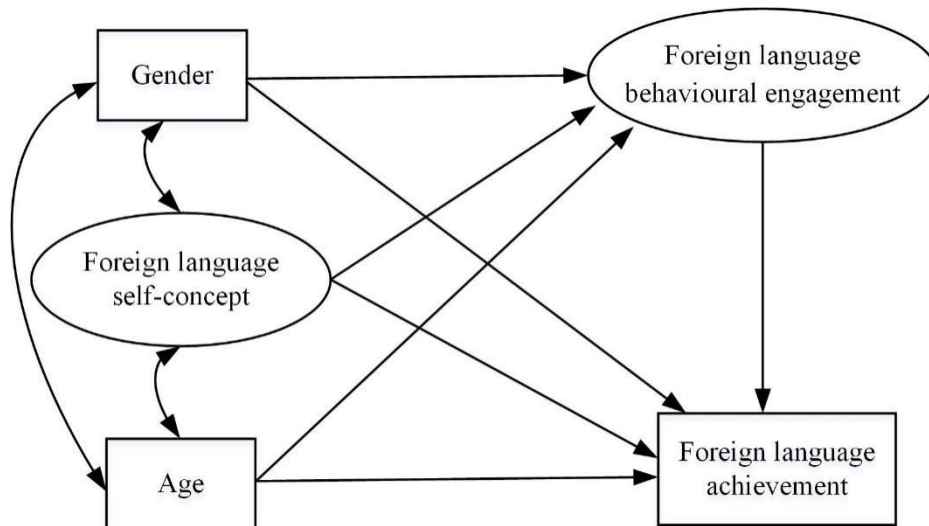 Gender
Foreign language
behavioural engagement
Foreign language
self-concept
Age
Foreign language
achievement